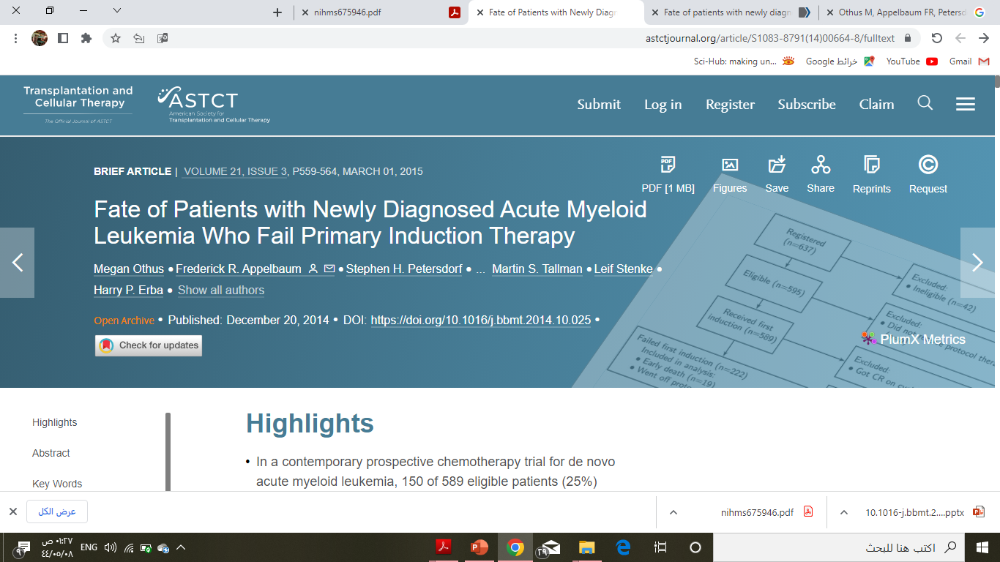 nihms675946.pdf
Fate of Patients with Newly Diagn
Fate of patients with newly diagn
Othus M, Appelbaum FR, Petersd
astctjournal.org/article/S1083-8791(14)00664-8/fulltext
Sci-Hub: making un...
خرائط Google
YouTube
Gmail
Transplantation and
Cellular Therapy
The Official Journal of ASTCT
ASTCT
American Society for
Transplantation and Cellular Therapy
Submit
Log in
Register
Subscribe
Claim
BRIEF ARTICLE | VOLUME 21, ISSUE 3, P559-564, MARCH 01, 2015
PDF [1 MB]
Figures
Save
Share
Reprints
Request
Fate of Patients with Newly Diagnosed Acute Myeloid
Leukemia Who Fail Primary Induction Therapy
Megan Othus • Frederick R. Appelbaum • Stephen H. Petersdorf • ... Martin S. Tallman • Leif Stenke •
Harry P. Erba • Show all authors
Open Archive • Published: December 20, 2014 • DOI: https://doi.org/10.1016/j.bbmt.2014.10.025 •
Check for updates
Registered
(n=637)
Eligible (n=595)
Received first
induction (n=589)
Failed first induction (n=222)
Included in analysis:
• Early death (n=19)
• Went off proto
Excluded:
• Ineligible (n=42)
Excluded:
• Did not
protocol the
Excluded:
• Got CR on
PlumX Metrics
Highlights
Abstract
Key Words
Highlights
• In a contemporary prospective chemotherapy trial for de novo
acute myeloid leukemia, 150 of 589 eligible patients (25%)
عرض الكل
nihms675946.pdf
10.1016-j.bbmt.2....pptx
٩
٠١:٢٧ ص
٤٤/٠٥/٠٨
ENG
٣٩
اكتب هنا للبحث